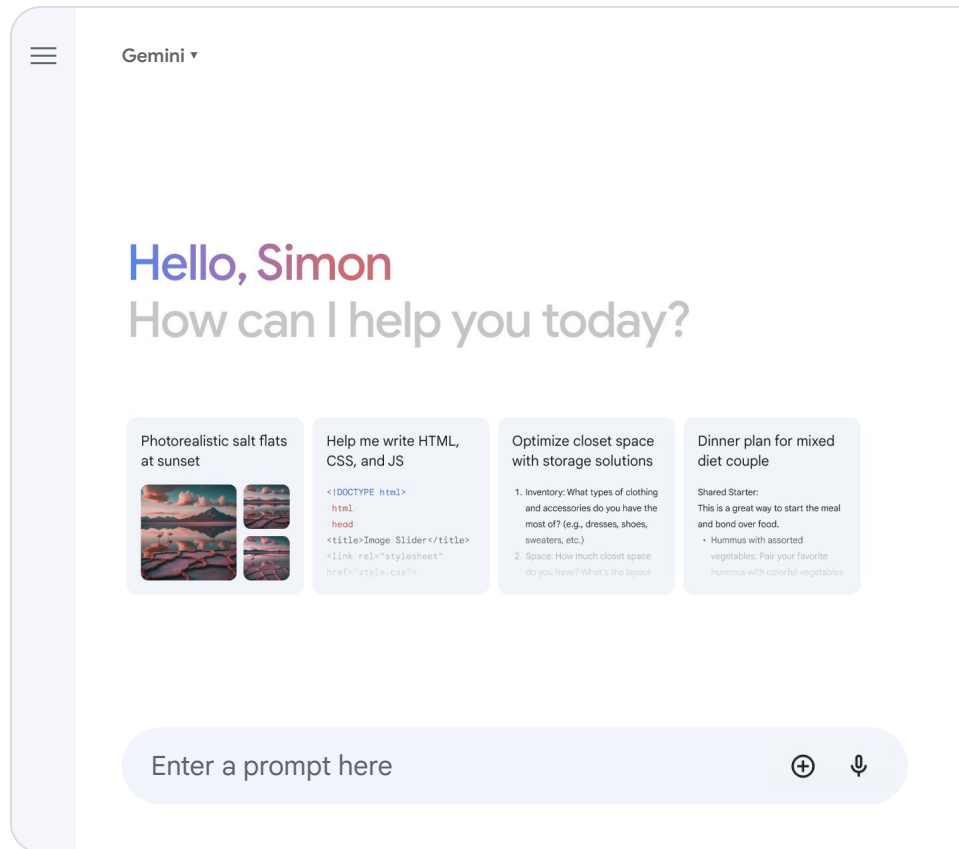 Gemini ▾
Hello, Simon
How can I help you today?
Photorealistic salt flats
at sunset
Help me write HTML,
CSS, and JS
<!DOCTYPE html>
html
head
<title>Image Slider</title>
<link rel="stylesheet"
href="style.css">
Optimize closet space
with storage solutions
1. Inventory: What types of clothing
and accessories do you have the
most of? (e.g., dresses, shoes,
sweaters, etc.)
2. Space: How much closet space
do you have? What's the layout
Dinner plan for mixed
diet couple
Shared Starter:
This is a great way to start the meal
and bond over food.
• Hummus with assorted
vegetables: Pair your favorite
hummus with colorful vegetables
Enter a prompt here